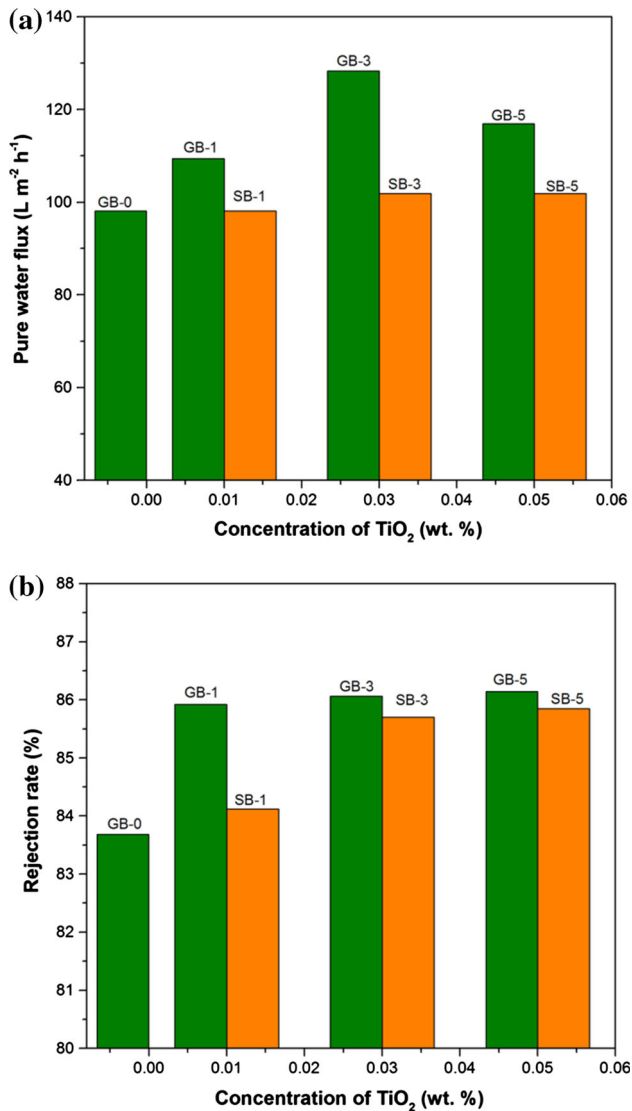 (a)
140
120
100
80
60
40
Pure water flux (L m⁻² h⁻¹)
GB-0
GB-1
SB-1
GB-3
SB-3
GB-5
SB-5
0.00 0.01 0.02 0.03 0.04 0.05 0.06
Concentration of TiO₂ (wt. %)
(b)
88
87
86
85
84
83
82
81
80
Rejection rate (%)
GB-0
GB-1
SB-1
GB-3
SB-3
GB-5
SB-5
0.00 0.01 0.02 0.03 0.04 0.05 0.06
Concentration of TiO₂ (wt. %)